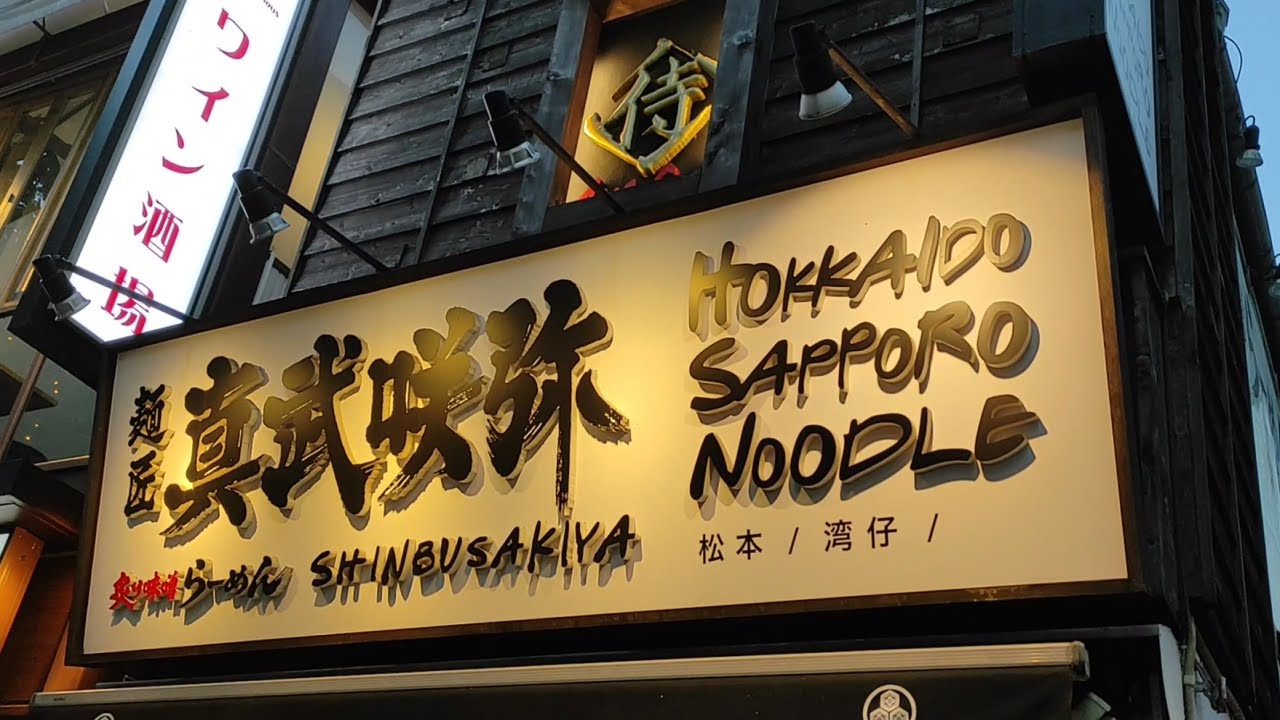 ワイン酒場
侍
麺匠
真武咲弥
炙り味噌らーめん SHINBUSAKIYA
HOKKAIDO
SAPPORO
NOODLE
松本 / 湾仔 /